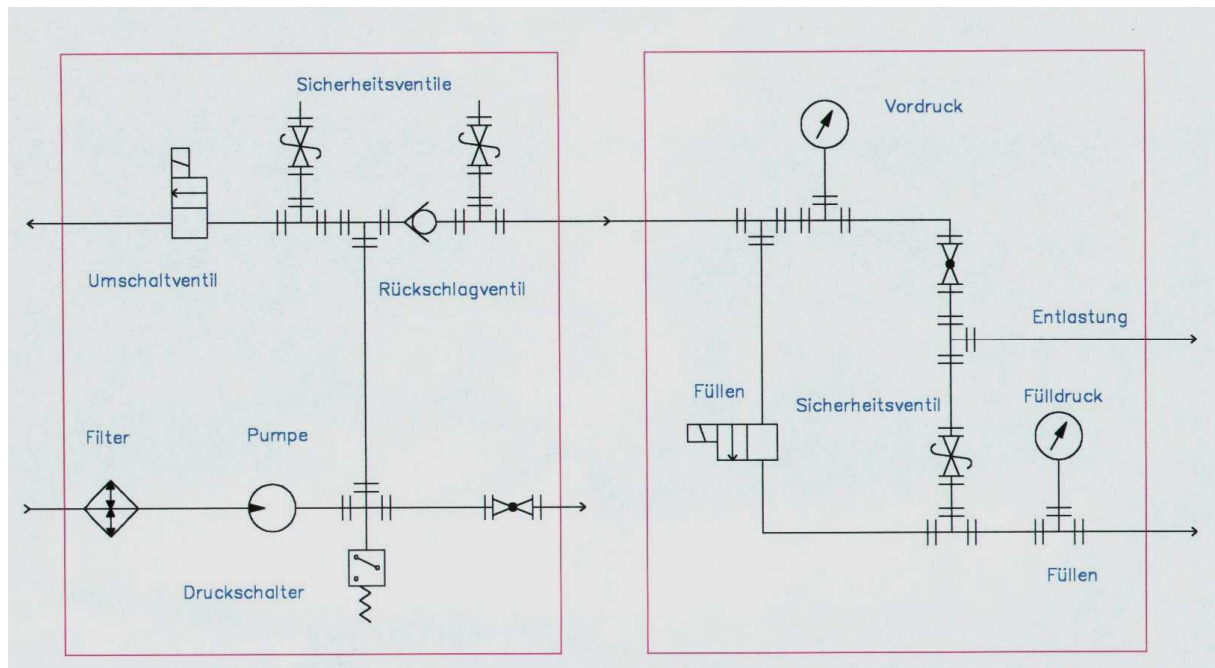 Sicherheitsventile
Vordruck
Umschaltventil
Rückschlagventil
Entlastung
Füllen
Sicherheitsventil
Fülldruck
Filter
Pumpe
Druckschalter
Füllen